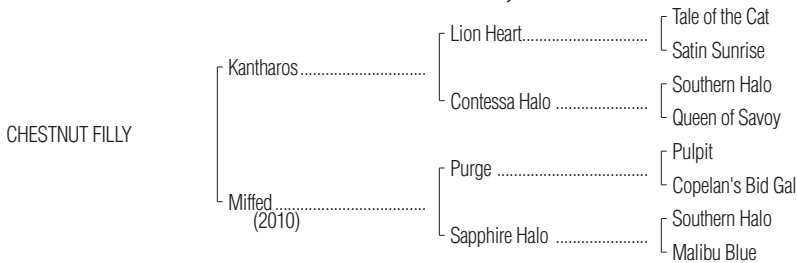 Tale of the Cat
Lion Heart..............................
Satin Sunrise
Kantharos..............................
Southern Halo
Contessa Halo ......................
Queen of Savoy
CHESTNUT FILLY
Pulpit
Purge ....................................
Copelan's Bid Gal
Miffed....................................
(2010)
Southern Halo
Sapphire Halo ......................
Malibu Blue